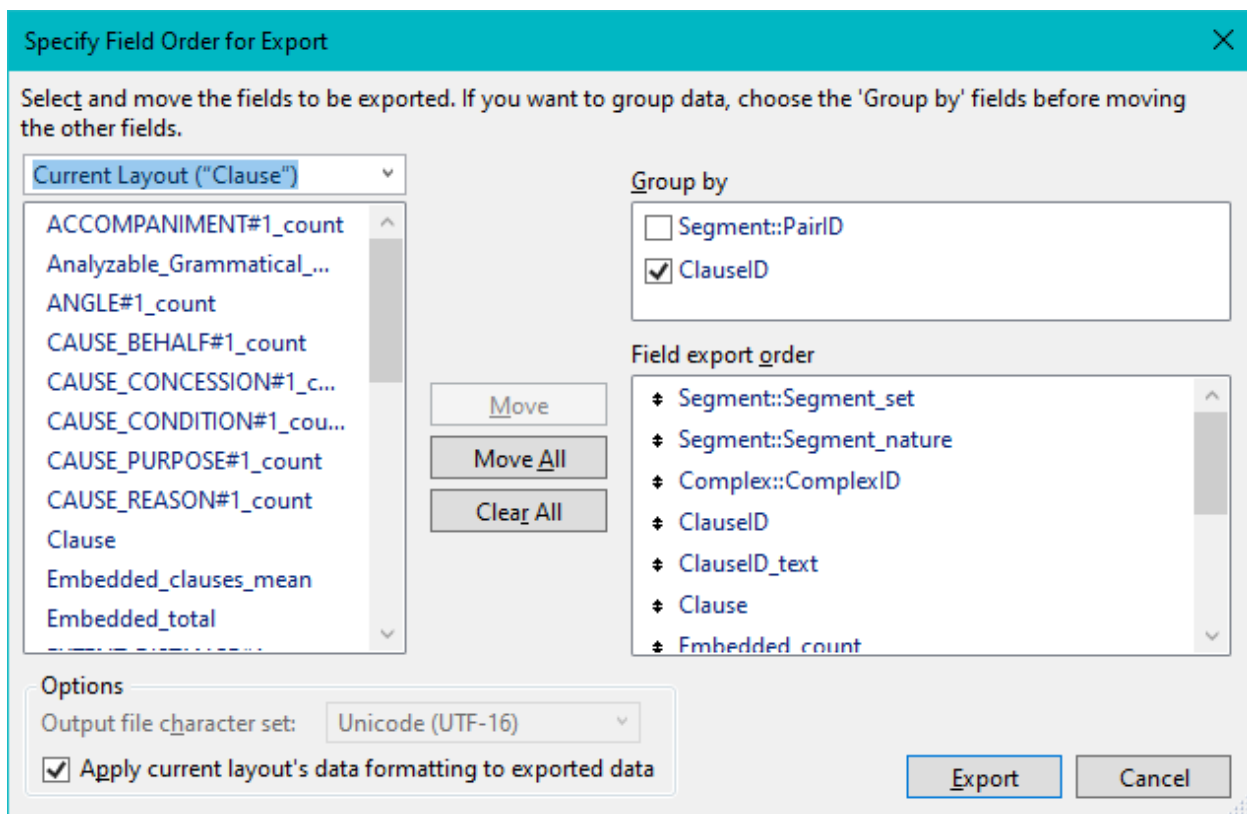 Specify Field Order for Export
Select and move the fields to be exported. If you want to group data, choose the 'Group by' fields before moving
the other fields.
Current Layout ("Clause")
ACCOMPANIMENT#1_count
Analyzable_Grammatical_...
ANGLE#1_count
CAUSE_BEHALF#1_count
CAUSE_CONCESSION#1_c...
CAUSE_CONDITION#1_cou...
CAUSE_PURPOSE#1_count
CAUSE_REASON#1_count
Clause
Embedded_clauses_mean
Embedded_total
Move
Move All
Clear All
Group by
Segment::PairID
ClauseID
Field export order
Segment::Segment_set
Segment::Segment_nature
Complex::ComplexID
ClauseID
ClauseID_text
Clause
Embedded_count
Options
Output file character set: Unicode (UTF-16)
Apply current layout's data formatting to exported data
Export
Cancel